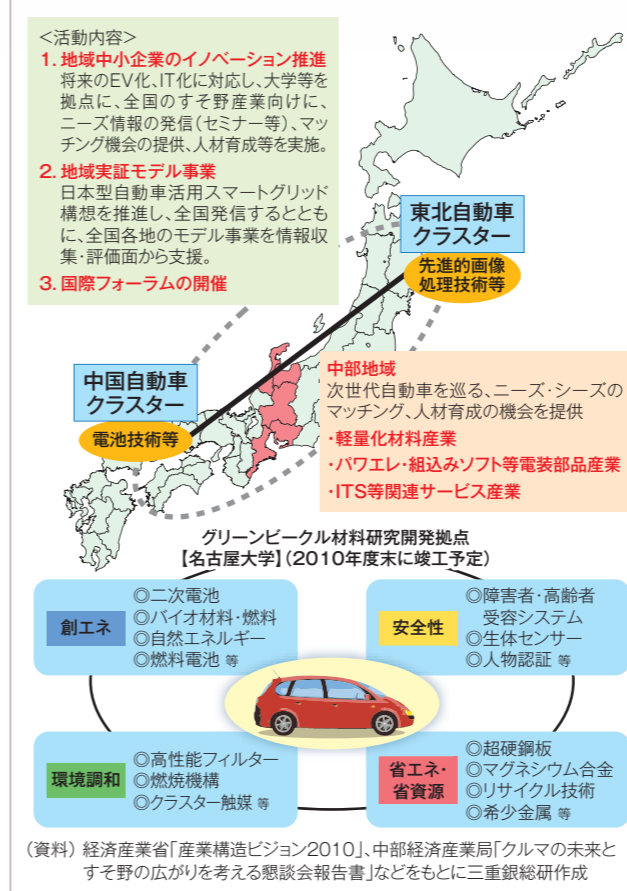 <活動内容>
1. 地域中小企業のイノベーション推進
将来のEV化、IT化に対応し、大学等を
拠点に、全国のすそ野産業向けに、
ニーズ情報の発信(セミナー等)、マッ
チング機会の提供、人材育成等を実施。
2. 地域実証モデル事業
日本型自動車活用スマートグリッド
構想を推進し、全国発信するととも
に、全国各地のモデル事業を情報収
集・評価面から支援。
3. 国際フォーラムの開催
東北自動車
クラスター
先進的画像
処理技術等
中国自動車
クラスター
電池技術等
中部地域
次世代自動車を巡る、ニーズ・シーズの
マッチング、人材育成の機会を提供
・軽量化材料産業
・パワエレ・組込みソフト等電装部品産業
・ITS等関連サービス産業
グリーンビークル材料研究開発拠点
【名古屋大学】(2010年度末に竣工予定)
創エネ
◎二次電池
◎バイオ材料・燃料
◎自然エネルギー
◎燃料電池 等
安全性
◎障害者・高齢者
受容システム
◎生体センサー
◎人物認証 等
環境調和
◎高性能フィルター
◎燃焼機構
◎クラスター触媒 等
省エネ・
省資源
◎超硬鋼板
◎マグネシウム合金
◎リサイクル技術
◎希少金属 等
(資料) 経済産業省「産業構造ビジョン2010」、中部経済産業局「クルマの未来と
すそ野の広がりを考える懇談会報告書」などをもとに三重銀総研作成